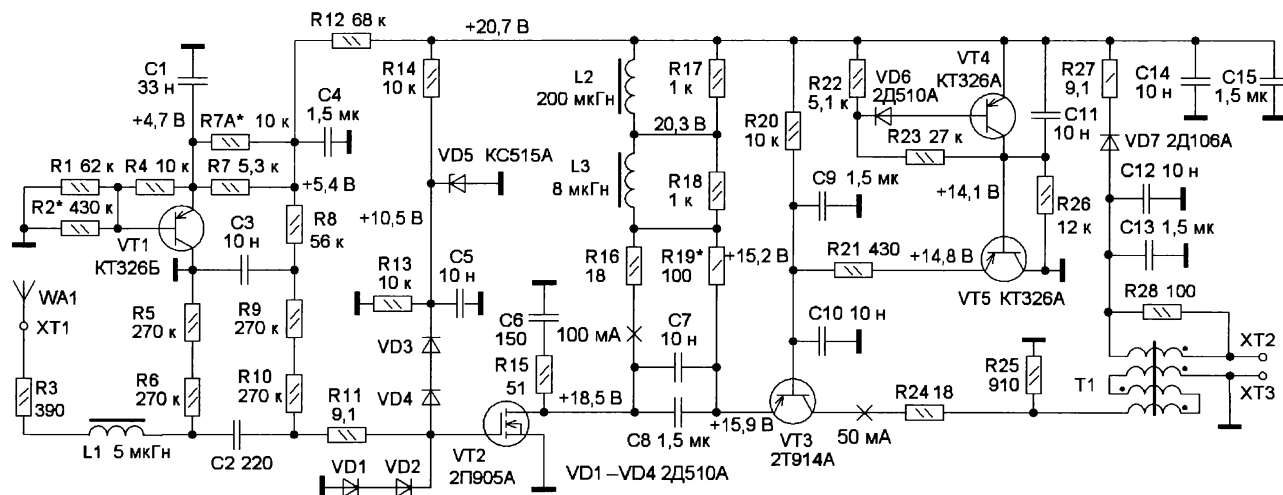 R12 68 к
+20,7 В
C1
33 н
+4,7 В
R7A* 10 к
C4
1,5 мк
R1 62 к
R4 10 к
R7 5,3 к
+5,4 В
R2* 430 к
VT1
КТ326Б
C3
10 н
R8
56 к
WA1
XT1
R5
270 к
R9
270 к
R3
390
R6
270 к
R10
270 к
L1 5 мкГн
C2 220
R11
9,1
R14
10 к
VD5 КС515А
+10,5 В
R13
10 к
C5
10 н
VD3
VD4
VD1
VD2
VT2
2П905А
C6
150
R15
51
+18,5 В
VD1–VD4 2Д510А
L2
200 мкГн
R17
1 к
20,3 В
L3
8 мкГн
R18
1 к
R16
18
R19*
100
100 мА
C7
10 н
C8 1,5 мк
+15,2 В
+15,9 В
R20
10 к
C9 1,5 мк
R21 430
C10 10 н
VT3
2Т914А
50 мА
R24 18
R22
5,1 к
VD6
2Д510А
VT4
КТ326А
R23 27 к
C11
10 н
+14,1 В
+14,8 В
VT5 КТ326А
R26
12 к
R25
910
R27
9,1
C14
10 н
C15
1,5 мк
VD7 2Д106А
C12 10 н
C13 1,5 мк
R28 100
T1
XT2
XT3